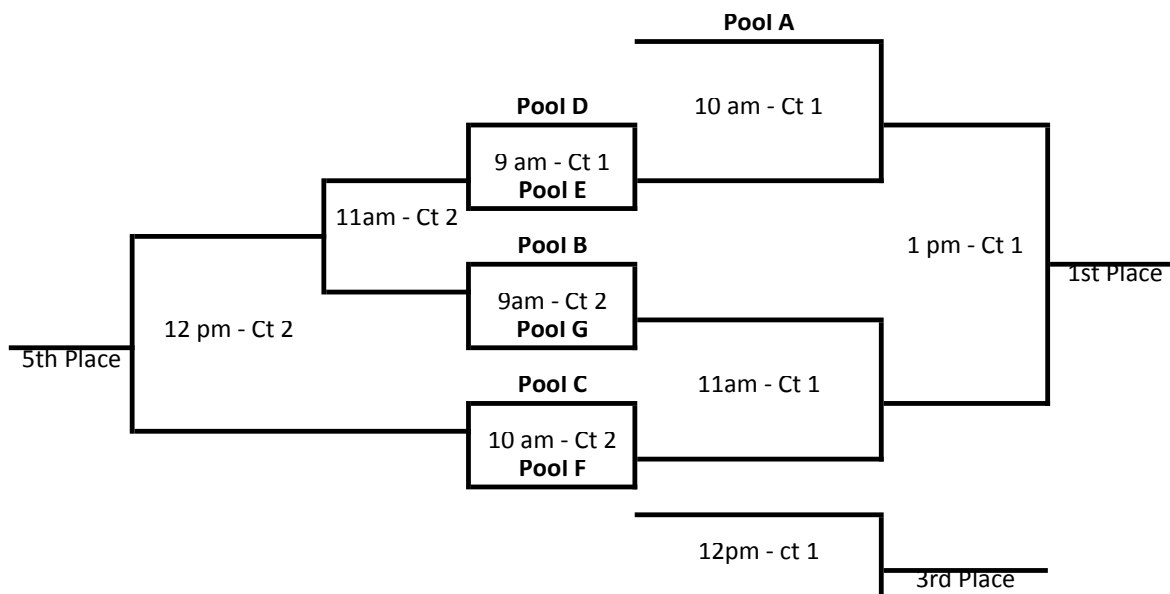 Pool A
10 am - Ct 1
Pool D
9 am - Ct 1
Pool E
11am - Ct 2
Pool B
1 pm - Ct 1
1st Place
9am - Ct 2
Pool G
12 pm - Ct 2
5th Place
Pool C
11am - Ct 1
10 am - Ct 2
Pool F
12pm - ct 1
3rd Place